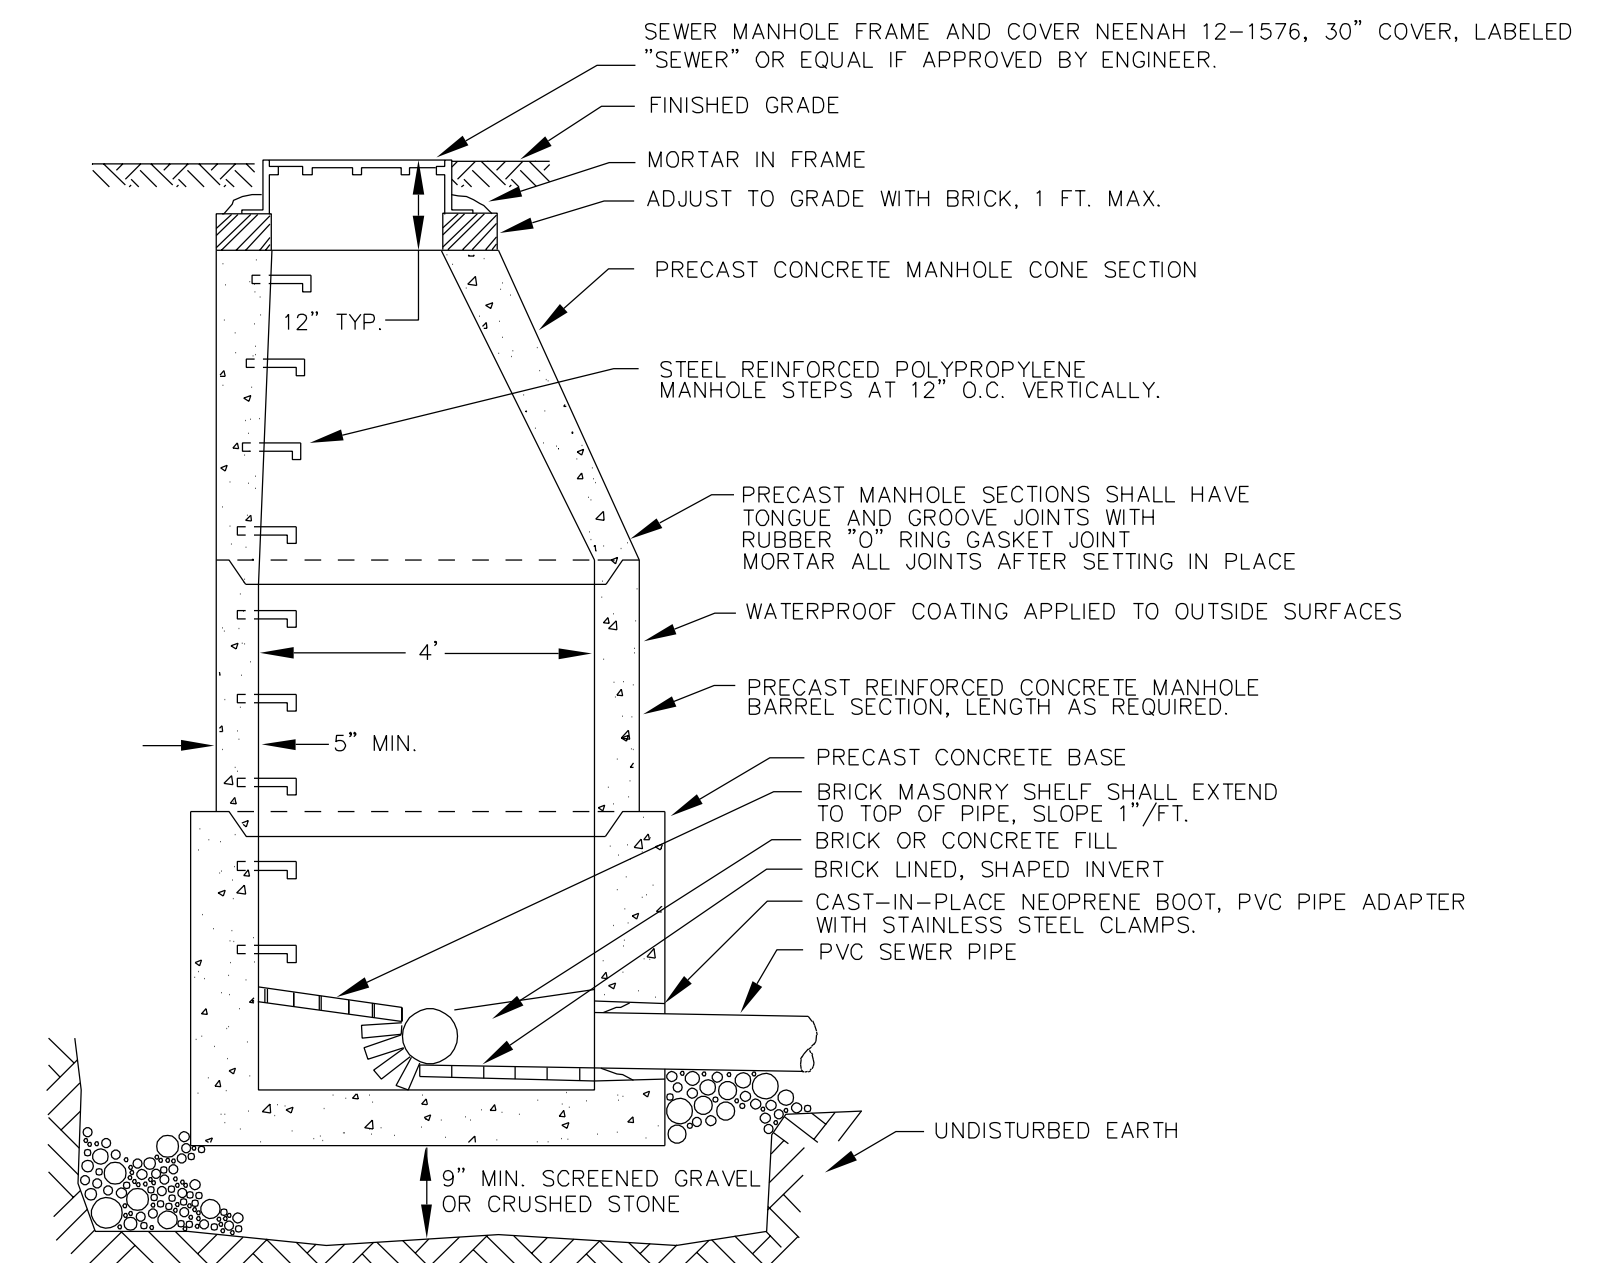 SEWER MANHOLE FRAME AND COVER NEENAH 12-1576, 30" COVER, LABELED
"SEWER" OR EQUAL IF APPROVED BY ENGINEER.
FINISHED GRADE
MORTAR IN FRAME
ADJUST TO GRADE WITH BRICK, 1 FT. MAX.
PRECAST CONCRETE MANHOLE CONE SECTION
12" TYP.
STEEL REINFORCED POLYPROPYLENE
MANHOLE STEPS AT 12" O.C. VERTICALLY.
PRECAST MANHOLE SECTIONS SHALL HAVE
TONGUE AND GROOVE JOINTS WITH
RUBBER "O" RING GASKET JOINT
MORTAR ALL JOINTS AFTER SETTING IN PLACE
WATERPROOF COATING APPLIED TO OUTSIDE SURFACES
4'
PRECAST REINFORCED CONCRETE MANHOLE
BARREL SECTION, LENGTH AS REQUIRED.
5" MIN.
PRECAST CONCRETE BASE
BRICK MASONRY SHELF SHALL EXTEND
TO TOP OF PIPE, SLOPE 1"/FT.
BRICK OR CONCRETE FILL
BRICK LINED, SHAPED INVERT
CAST-IN-PLACE NEOPRENE BOOT, PVC PIPE ADAPTER
WITH STAINLESS STEEL CLAMPS.
PVC SEWER PIPE
UNDISTURBED EARTH
9" MIN. SCREENED GRAVEL
OR CRUSHED STONE